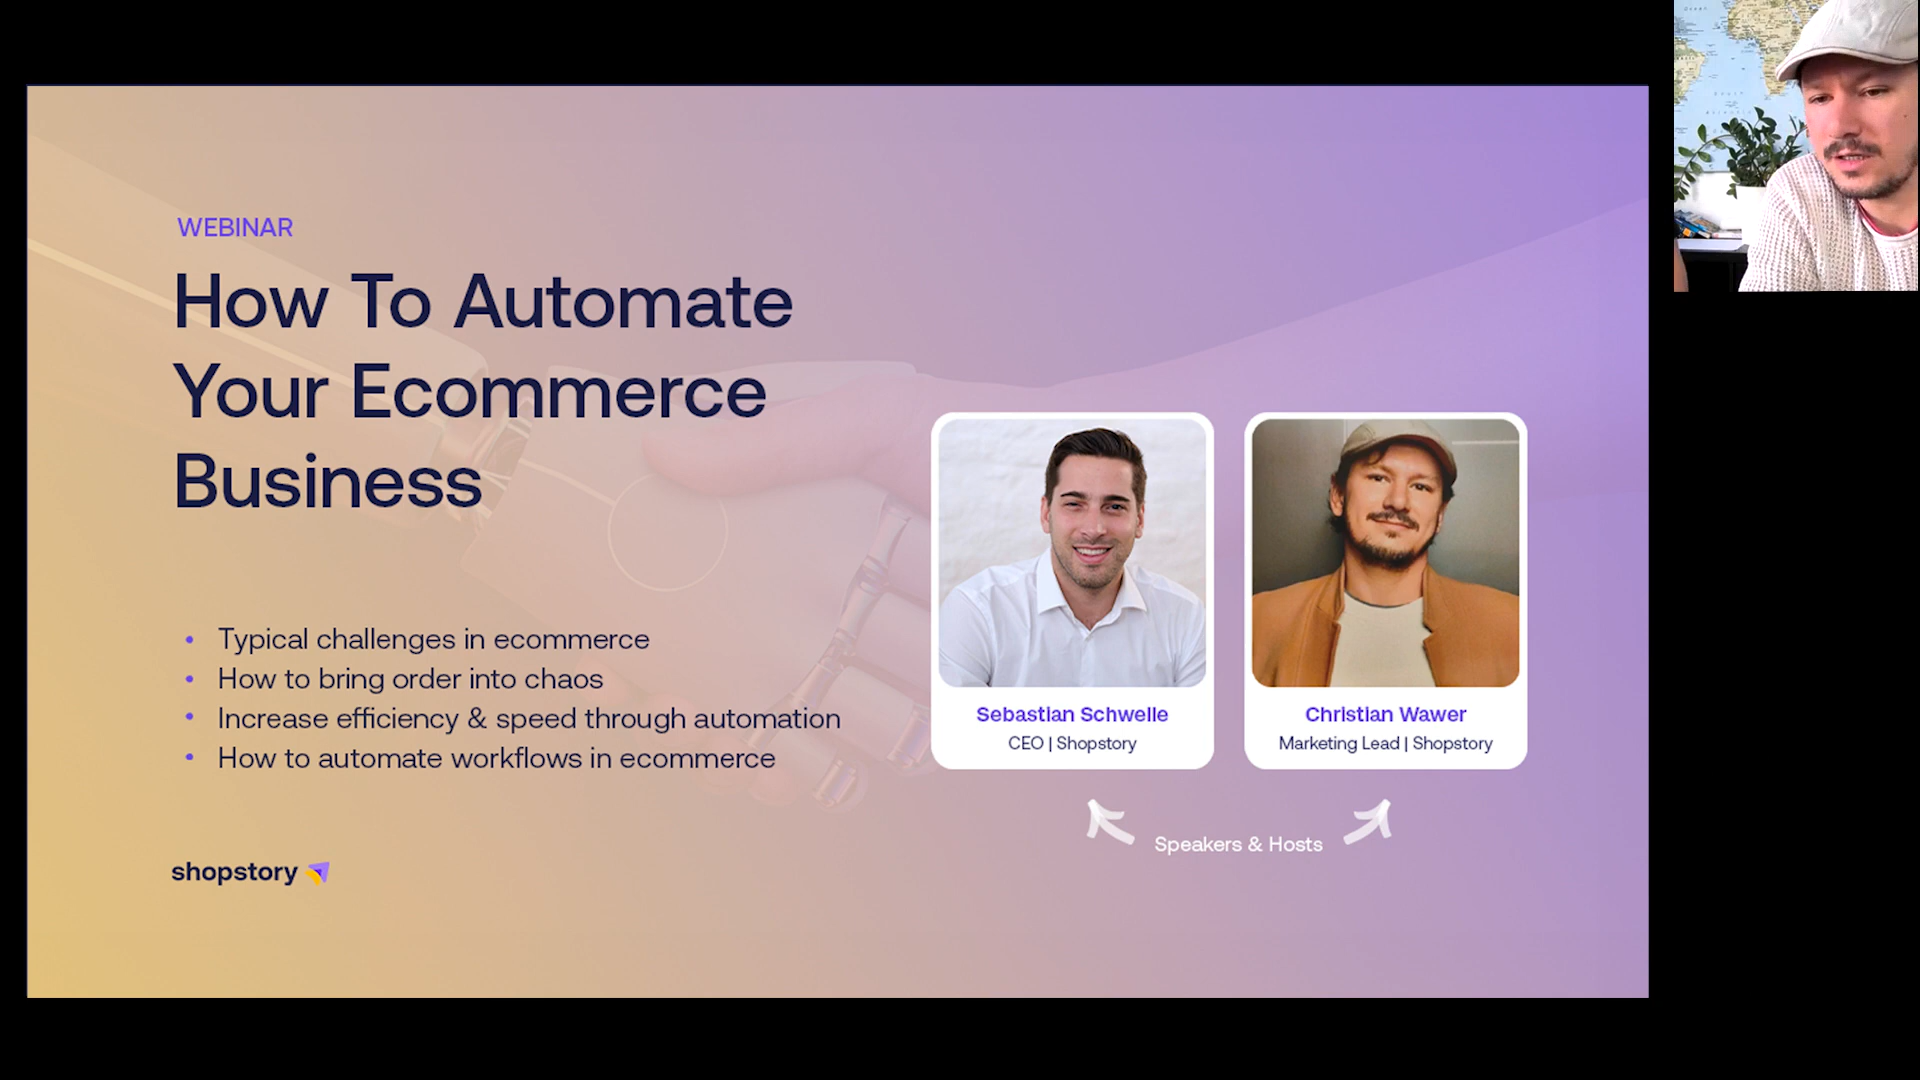 WEBINAR
How To Automate
Your Ecommerce
Business
• Typical challenges in ecommerce
• How to bring order into chaos
• Increase efficiency & speed through automation
• How to automate workflows in ecommerce
shopstory
Sebastian Schwelle
CEO | Shopstory
Christian Wawer
Marketing Lead | Shopstory
Speakers & Hosts